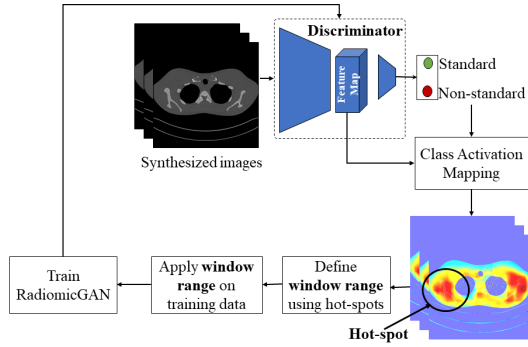 Discriminator
Feature
Map
Standard
Non-standard
Synthesized images
Class Activation
Mapping
Train
RadiomicGAN
Apply window
range on
training data
Define
window range
using hot-spots
Hot-spot